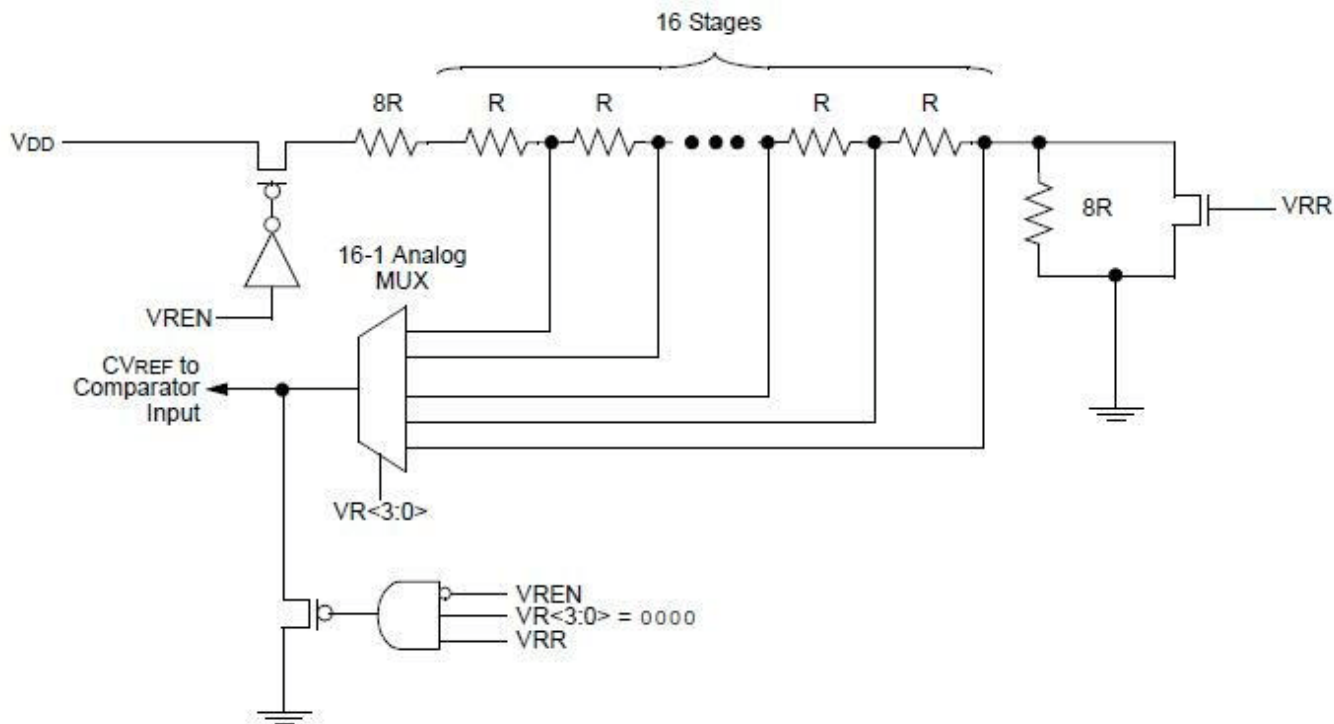 16 Stages
8R
R
R
R
R
VDD
8R
VRR
16-1 Analog
MUX
VREN
CVREF to
Comparator
Input
VR<3:0>
VREN
VR<3:0> = 0000
VRR